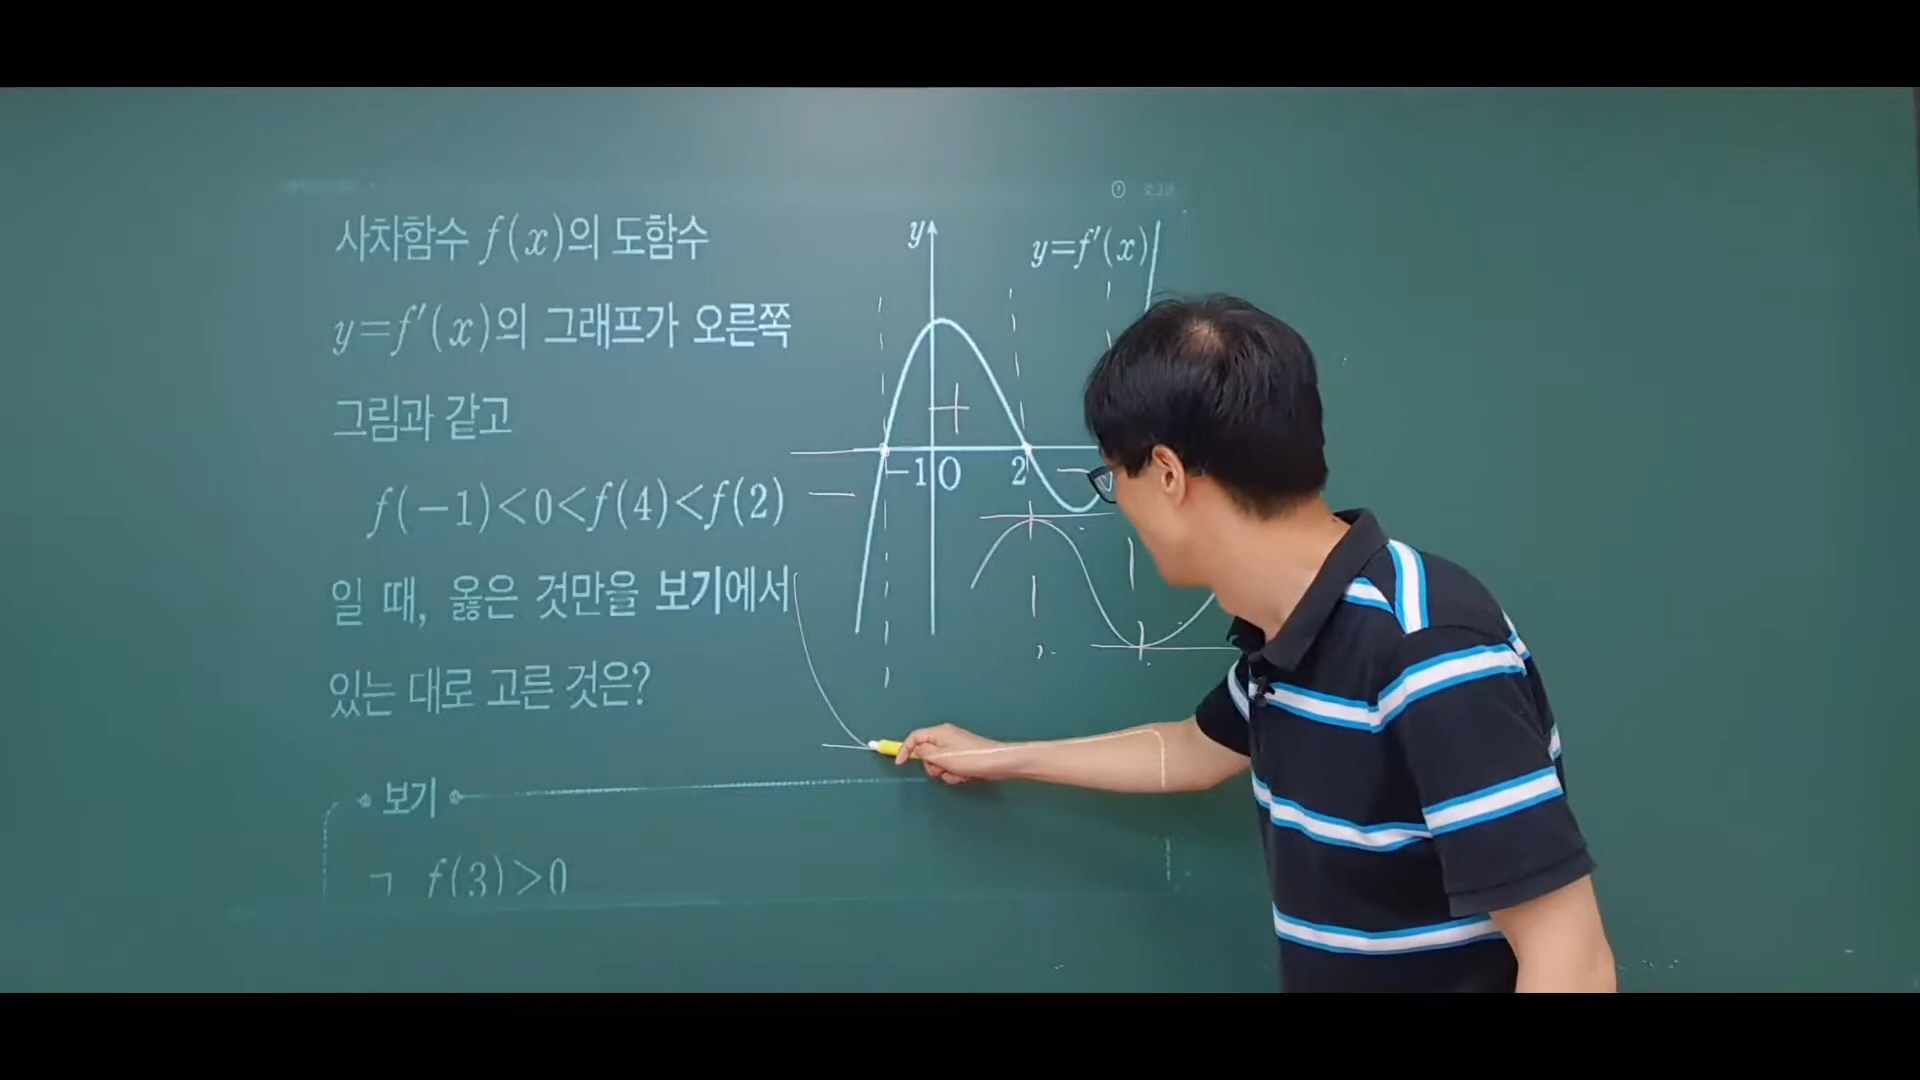 사차함수 f(x)의 도함수
y=f′(x)의 그래프가 오른쪽
그림과 같고
f(−1)<0<f(4)<f(2)
일 때, 옳은 것만을 보기에서
있는 대로 고른 것은?
보기
ㄱ f(3)>0
y
y=f′(x)
+
−1 O 2
−
−